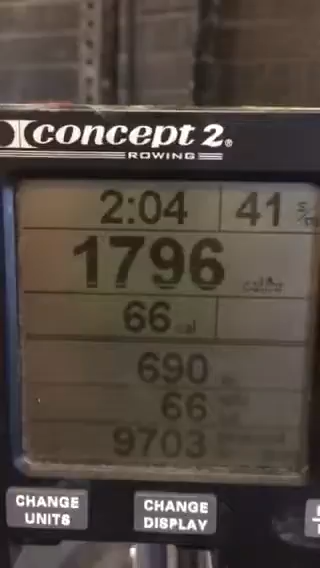 concept 2®
ROWING
2:04 41 s/m
1796 cal/hr
66 cal
690
66
9703
CHANGE UNITS
CHANGE DISPLAY